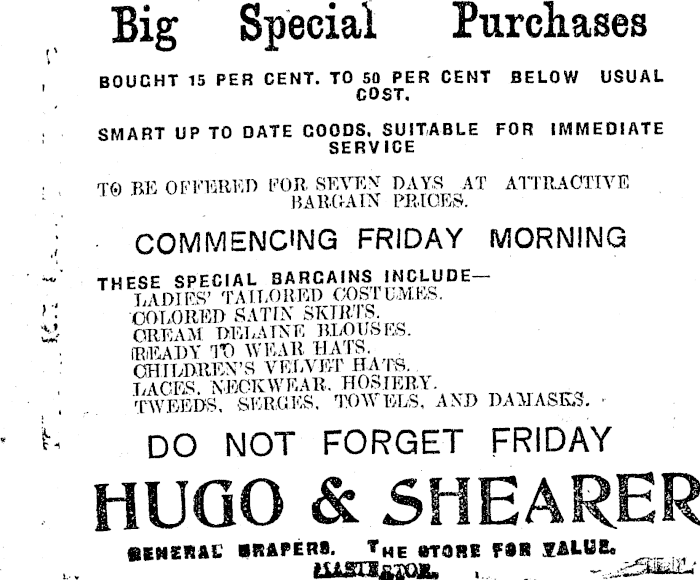 Big Special Purchases
BOUGHT 15 PER CENT. TO 50 PER CENT BELOW USUAL
COST.
SMART UP TO DATE GOODS, SUITABLE FOR IMMEDIATE
SERVICE
TO BE OFFERED FOR SEVEN DAYS AT ATTRACTIVE
BARGAIN PRICES.
COMMENCING FRIDAY MORNING
THESE SPECIAL BARGAINS INCLUDE—
LADIES' TAILORED COSTUMES.
COLORED SATIN SKIRTS.
CREAM DELAINE BLOUSES.
READY TO WEAR HATS.
CHILDREN'S VELVET HATS.
LACES, NECKWEAR, HOSIERY.
TWEEDS, SERGES, TOWELS, AND DAMASKS.
DO NOT FORGET FRIDAY
HUGO & SHEARER
GENERAL DRAPERS. THE STORE FOR VALUE.
MASTERTON.